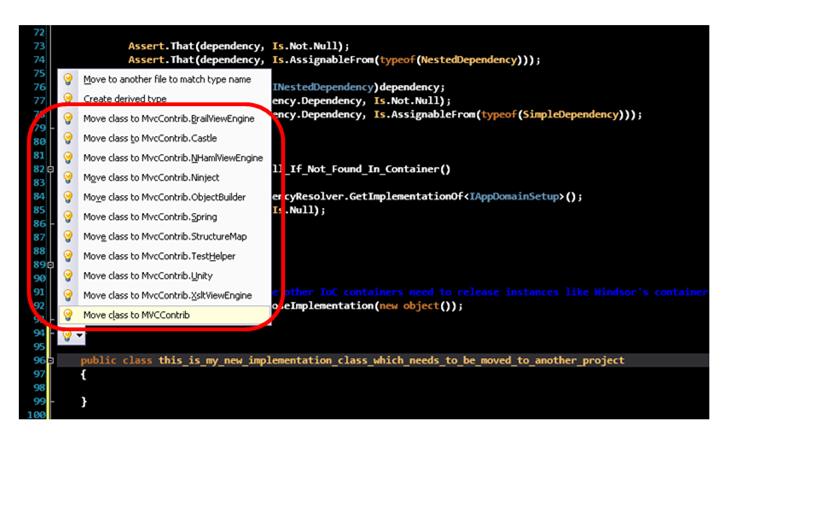 72
73 Assert.That(dependency, Is.Not.Null);
74 Assert.That(dependency, Is.AssignableFrom(typeof(NestedDependency)));
75
Move to another file to match type name
76 INestedDependency)dependency;
Create derived type
77 ency.Dependency, Is.Not.Null);
Move class to MvcContrib.BrailViewEngine
78 ency.Dependency, Is.AssignableFrom(typeof(SimpleDependency)));
79
Move class to MvcContrib.Castle
80
Move class to MvcContrib.NHamlViewEngine
81
82 ll_If_Not_Found_In_Container()
Move class to MvcContrib.Ninject
83
Move class to MvcContrib.ObjectBuilder
84 encyResolver.GetImplementationOf<IAppDomainSetup>();
85 Is.Null);
Move class to MvcContrib.Spring
86
87
Move class to MvcContrib.StructureMap
88
Move class to MvcContrib.TestHelper
89
90
Move class to MvcContrib.Unity
91 other IoC containers need to release instances like Windsor's container
Move class to MvcContrib.XsltViewEngine
92 oseImplementation(new object());
Move class to MVCContrib
94
95
96 public class this_is_my_new_implementation_class_which_needs_to_be_moved_to_another_project
97 {
98
99 }
100